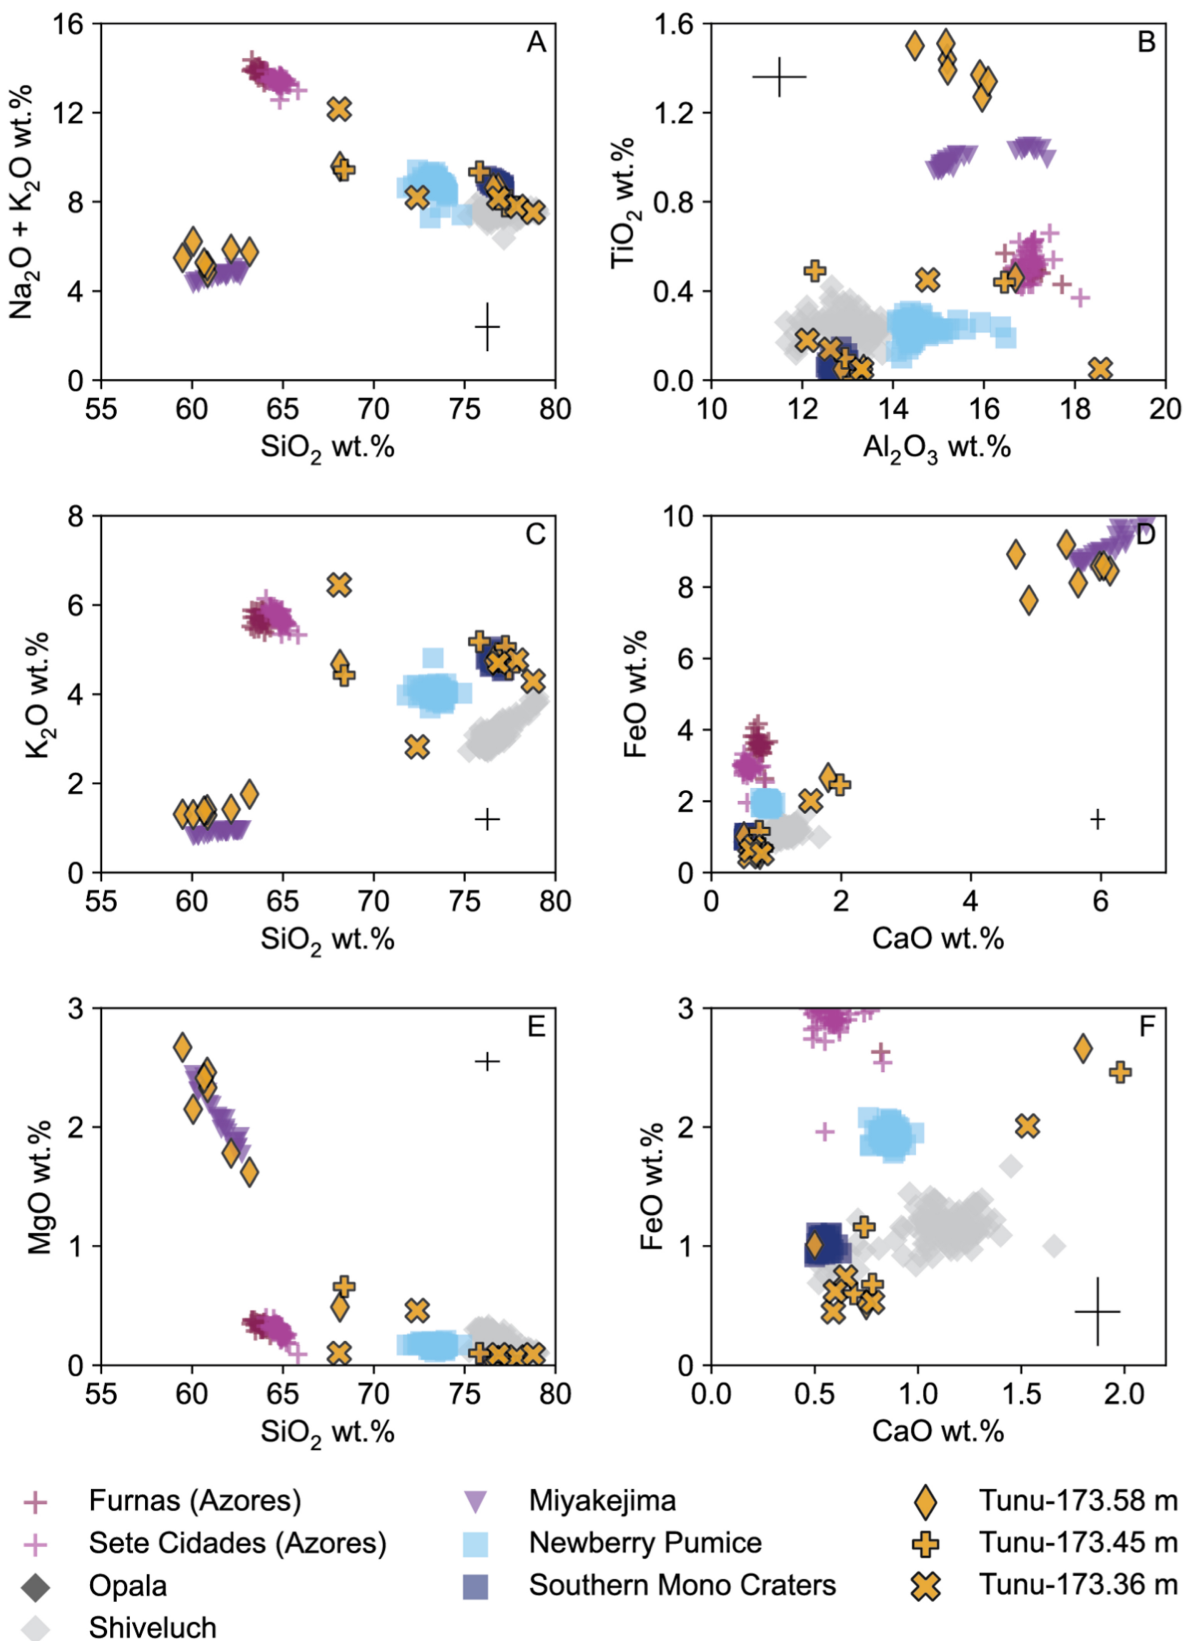 A
16
12
8
4
0
Na2O + K2O wt.%
55 60 65 70 75 80
SiO2 wt.%
B
1.6
1.2
0.8
0.4
0.0
TiO2 wt.%
10 12 14 16 18 20
Al2O3 wt.%
C
8
6
4
2
0
K2O wt.%
55 60 65 70 75 80
SiO2 wt.%
D
10
8
6
4
2
0
FeO wt.%
0 2 4 6
CaO wt.%
E
3
2
1
0
MgO wt.%
55 60 65 70 75 80
SiO2 wt.%
F
3
2
1
0
FeO wt.%
0.0 0.5 1.0 1.5 2.0
CaO wt.%
Furnas (Azores)
Sete Cidades (Azores)
Opala
Shiveluch
Miyakejima
Newberry Pumice
Southern Mono Craters
Tunu-173.58 m
Tunu-173.45 m
Tunu-173.36 m